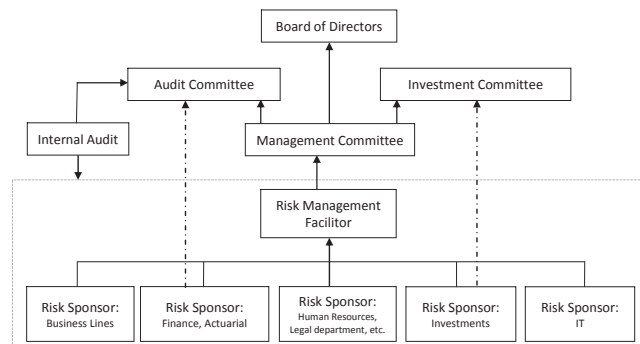 Board of Directors
Audit Committee
Investment Committee
Internal Audit
Management Committee
Risk Management
Facilitor
Risk Sponsor:
Business Lines
Risk Sponsor:
Finance, Actuarial
Risk Sponsor:
Human Resources,
Legal department, etc.
Risk Sponsor:
Investments
Risk Sponsor:
IT